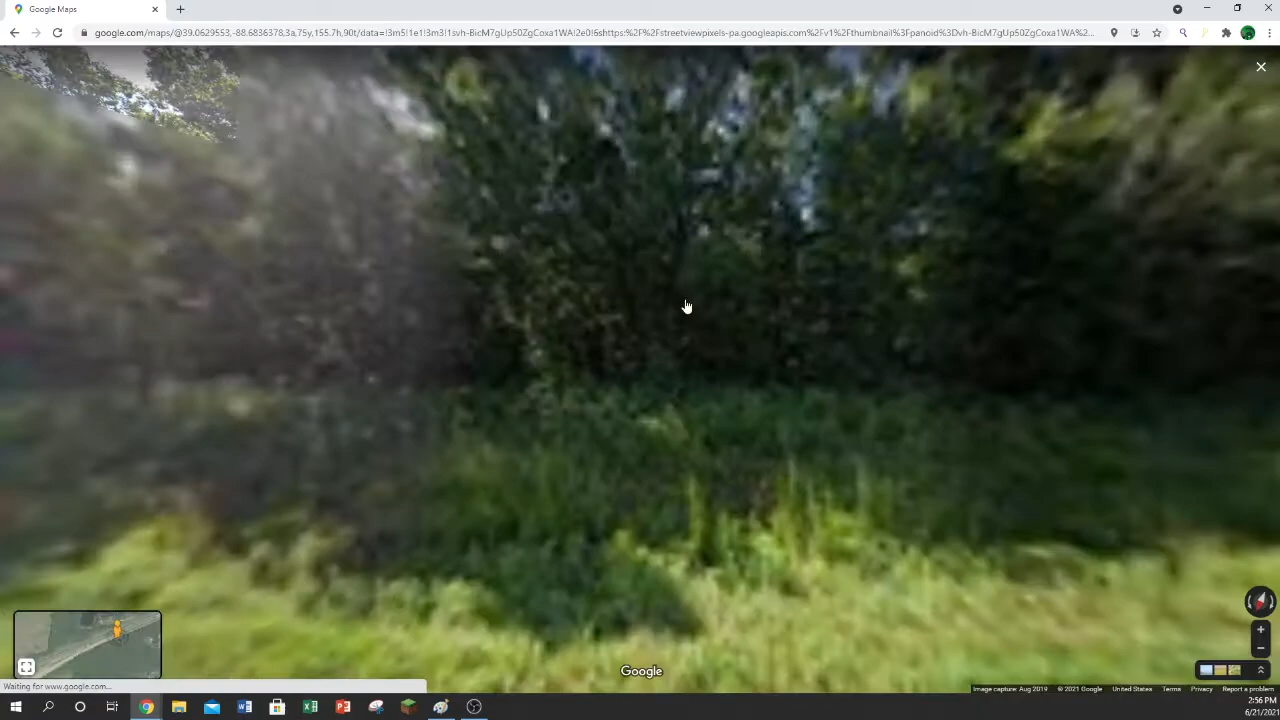 Google Maps
google.com/maps/@39.0629553,-88.6836378,3a,75y,155.7h,90t/data=!3m5!1e1!3m3!1svh-BicM7gUp50ZgCoxa1WA!2e0!6shttps:%2F%2Fstreetviewpixels-pa.googleapis.com%2Fv1%2Fthumbnail%3Fpanoid%3Dvh-BicM7gUp50ZgCoxa1WA%2...
Google
Waiting for www.google.com...
Image capture: Aug 2019 © 2021 Google United States Terms Privacy Report a problem
2:56 PM
6/21/2021